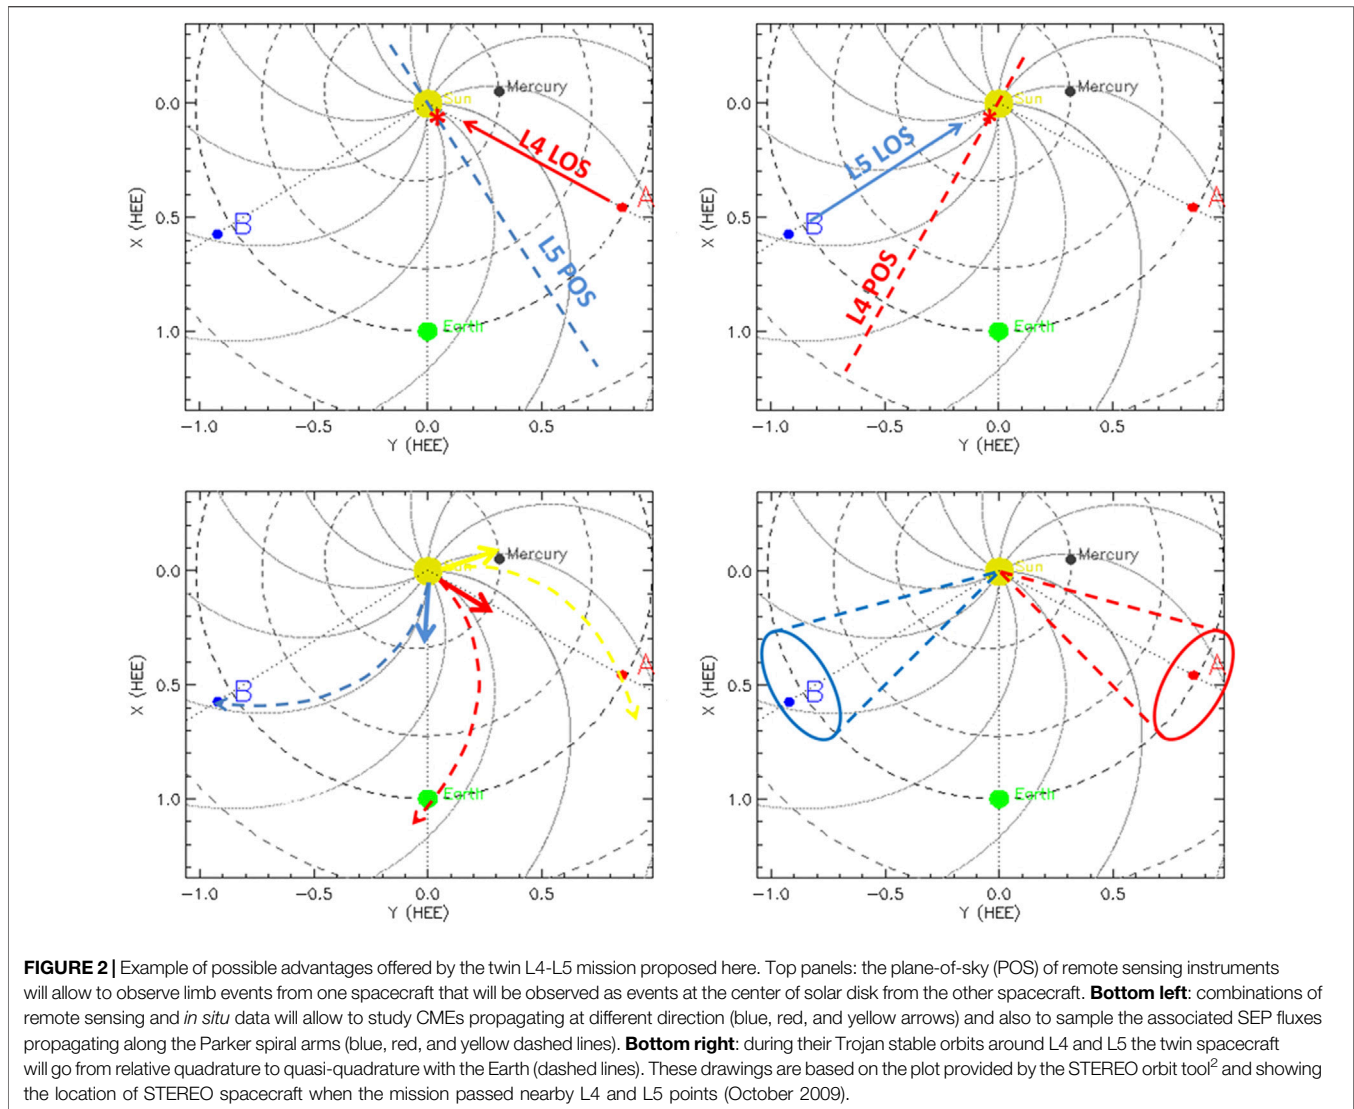 Sun
Mercury
L4 LOS
A
B
L5 POS
Earth
0.0
0.5
1.0
X (HEE)
−1.0 −0.5 0.0 0.5
Y (HEE)
Sun
Mercury
L5 LOS
A
B
L4 POS
Earth
0.0
0.5
1.0
X (HEE)
−1.0 −0.5 0.0 0.5
Y (HEE)
Mercury
A
B
Earth
0.0
0.5
1.0
X (HEE)
−1.0 −0.5 0.0 0.5
Y (HEE)
Sun
Mercury
A
B
Earth
0.0
0.5
1.0
X (HEE)
−1.0 −0.5 0.0 0.5
Y (HEE)
FIGURE 2 | Example of possible advantages offered by the twin L4-L5 mission proposed here. Top panels: the plane-of-sky (POS) of remote sensing instruments
will allow to observe limb events from one spacecraft that will be observed as events at the center of solar disk from the other spacecraft. Bottom left: combinations of
remote sensing and in situ data will allow to study CMEs propagating at different direction (blue, red, and yellow arrows) and also to sample the associated SEP fluxes
propagating along the Parker spiral arms (blue, red, and yellow dashed lines). Bottom right: during their Trojan stable orbits around L4 and L5 the twin spacecraft
will go from relative quadrature to quasi-quadrature with the Earth (dashed lines). These drawings are based on the plot provided by the STEREO orbit tool² and showing
the location of STEREO spacecraft when the mission passed nearby L4 and L5 points (October 2009).